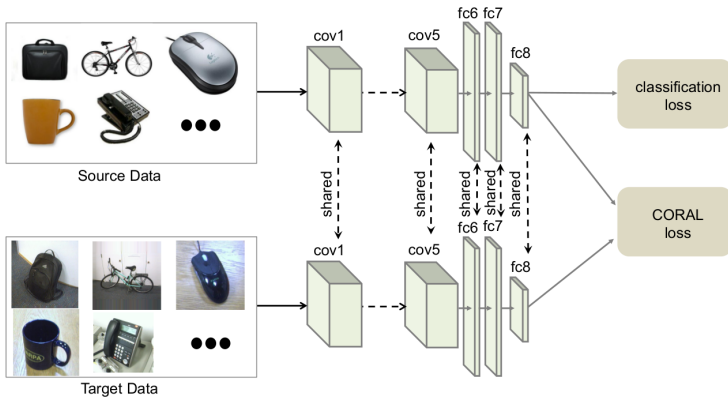 cov1
cov5
fc6
fc7
fc8
classification
loss
Source Data
shared
shared
shared
shared
shared
CORAL
loss
cov1
cov5
fc6
fc7
fc8
Target Data